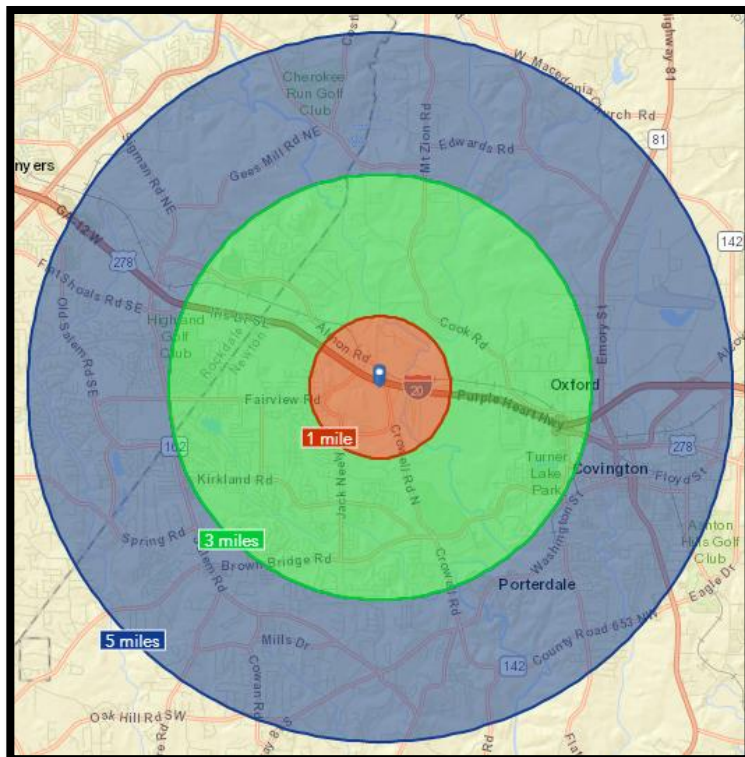 Cherokee
Run Golf
Club
W. Macedonia
Church Rd
Highway 81
81
Mt Zion Rd
Edwards Rd
Gees Mill Rd NE
Sigman Rd NE
nyers
GA-12 W
278
142
Flat Shoals Rd SE
Old Salem Rd SE
Highland
Golf
Club
Rockdale
Newton
Almon Rd
Cook Rd
Emory St
20
Purple Heart Hwy
Oxford
Fairview Rd
1 mile
162
Crowell Rd N
Jack Neely
Turner
Lake
Park
Covington
278
Floyd St
Kirkland Rd
Washington St
Spring Rd
3 miles
Salem Rd
Brown Bridge Rd
Crowell Rd
Porterdale
Golf
Club
Eagle Dr
5 miles
Mills Dr
142
County Road 653 NW
Cowan Rd
Oak Hill Rd SW
Rd